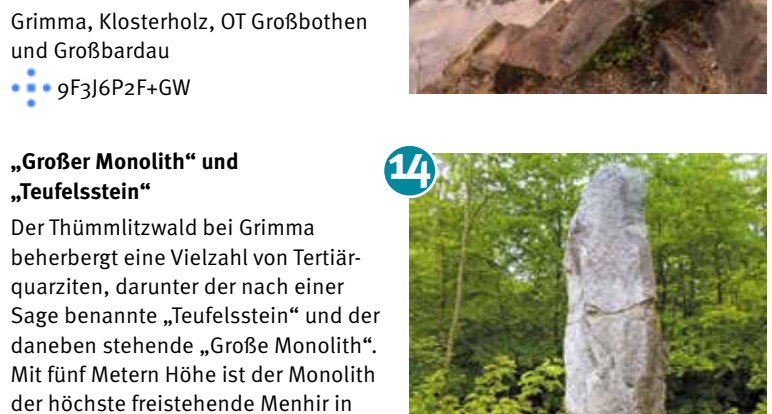 Grimma, Klosterholz, OT Großbothen
und Großbardau
9F3J6P2F+GW
„Großer Monolith“ und
„Teufelsstein“
14
Der Thümmlitzwald bei Grimma
beherbergt eine Vielzahl von Tertiär-
quarziten, darunter der nach einer
Sage benannte „Teufelsstein“ und der
daneben stehende „Große Monolith“.
Mit fünf Metern Höhe ist der Monolith
der höchste freistehende Menhir in